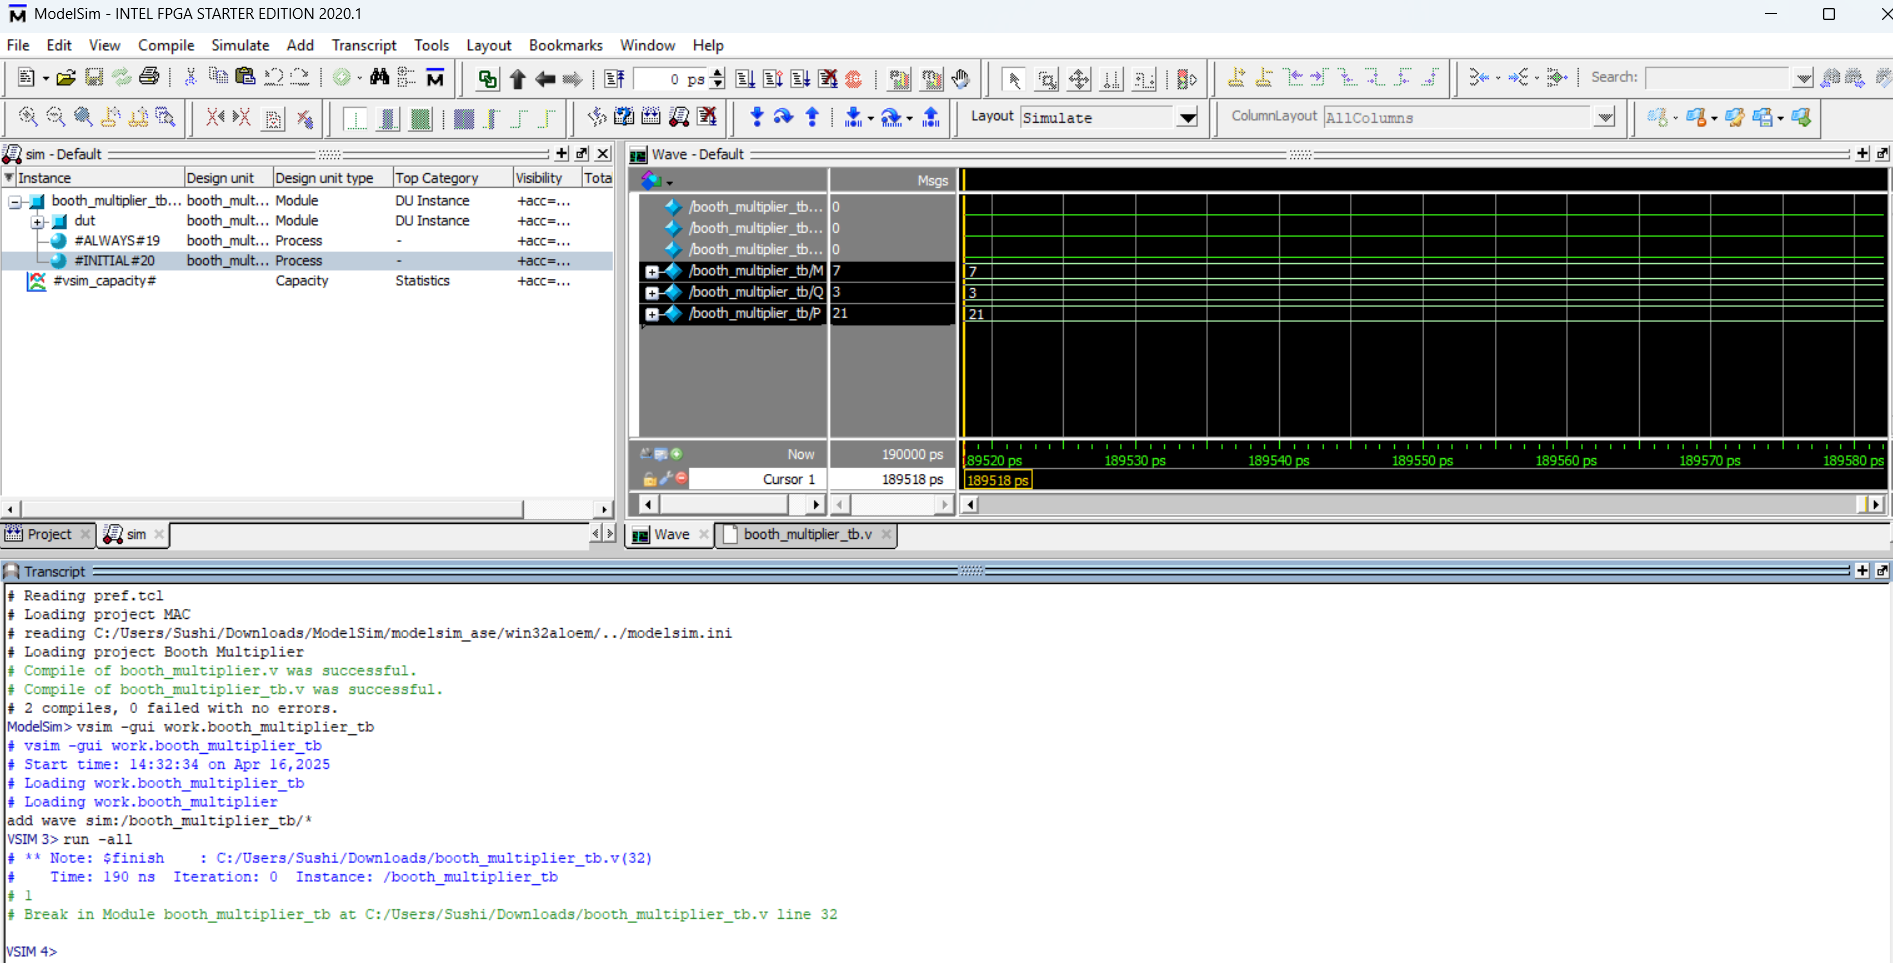 ModelSim - INTEL FPGA STARTER EDITION 2020.1
File Edit View Compile Simulate Add Transcript Tools Layout Bookmarks Window Help
0 ps Search:
Layout Simulate ColumnLayout AllColumns
sim - Default
Instance Design unit Design unit type Top Category Visibility Tota
booth_multiplier_tb... booth_mult... Module DU Instance +acc=...
dut booth_mult... Module DU Instance +acc=...
#ALWAYS#19 booth_mult... Process - +acc=...
#INITIAL#20 booth_mult... Process - +acc=...
#vsim_capacity# Capacity Statistics +acc=...
Project sim
Wave - Default
Msgs
/booth_multiplier_tb... 0
/booth_multiplier_tb... 0
/booth_multiplier_tb... 0
/booth_multiplier_tb/M 7 7
/booth_multiplier_tb/Q 3 3
/booth_multiplier_tb/P 21 21
Now 190000 ps 189520 ps 189530 ps 189540 ps 189550 ps 189560 ps 189570 ps 189580 ps
Cursor 1 189518 ps 189518 ps
Wave booth_multiplier_tb.v
Transcript
# Reading pref.tcl
# Loading project MAC
# reading C:/Users/Sushi/Downloads/ModelSim/modelsim_ase/win32aloem/../modelsim.ini
# Loading project Booth Multiplier
# Compile of booth_multiplier.v was successful.
# Compile of booth_multiplier_tb.v was successful.
# 2 compiles, 0 failed with no errors.
ModelSim> vsim -gui work.booth_multiplier_tb
# vsim -gui work.booth_multiplier_tb
# Start time: 14:32:34 on Apr 16,2025
# Loading work.booth_multiplier_tb
# Loading work.booth_multiplier
add wave sim:/booth_multiplier_tb/*
VSIM 3> run -all
# ** Note: $finish : C:/Users/Sushi/Downloads/booth_multiplier_tb.v(32)
# Time: 190 ns Iteration: 0 Instance: /booth_multiplier_tb
# 1
# Break in Module booth_multiplier_tb at C:/Users/Sushi/Downloads/booth_multiplier_tb.v line 32
VSIM 4>